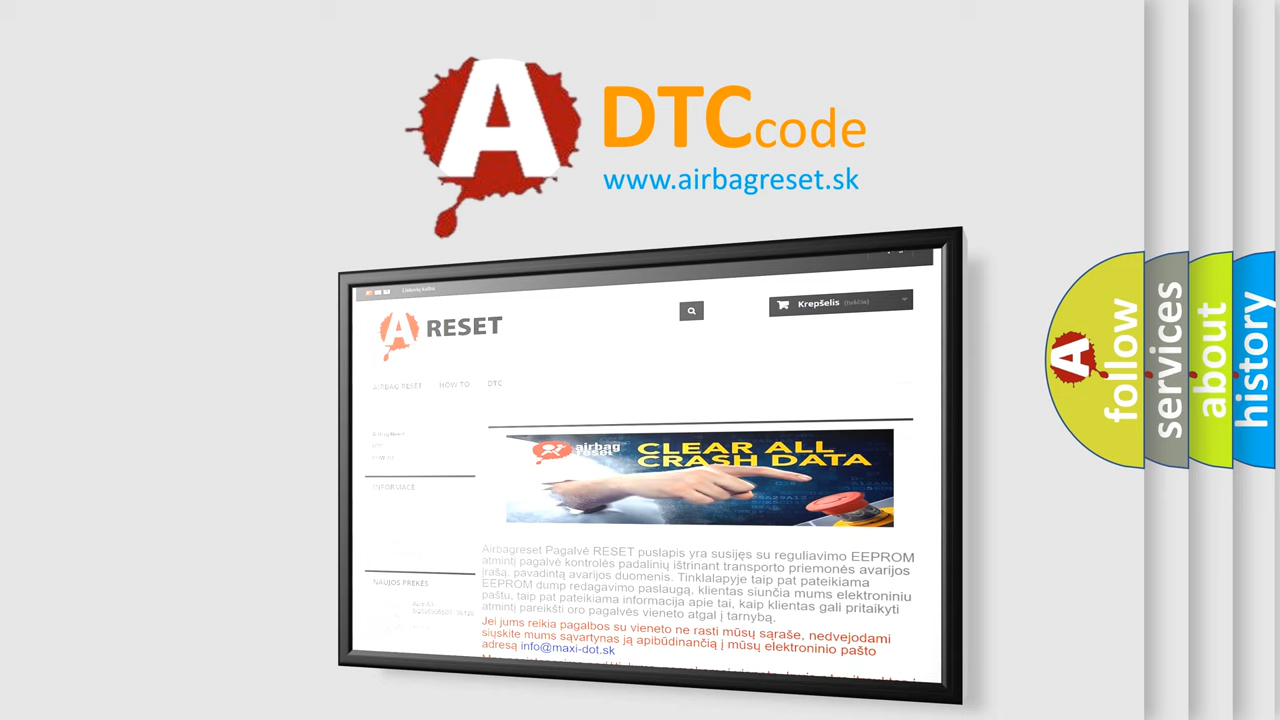 A
DTCcode
www.airbagreset.sk
Lietuvių kalba
A RESET
Krepšelis (tuščia)
AIRBAG RESET HOW TO DTC
Airbag Reset
INFORMACE
airbag
reset
CLEAR ALL
CRASH DATA
Airbagreset Pagalvė RESET puslapis yra susijęs su reguliavimo EEPROM
atmintį pagalvė kontrolės padalinių ištrinant transporto priemonės avarijos
įrašą, pavadintą avarijos duomenis. Tinklalapyje taip pat pateikiama
EEPROM dump redagavimo paslaugą, klientas siunčia mums elektroniniu
paštu, taip pat pateikiama informacija apie tai, kaip klientas gali pritaikyti
atmintį pareikšti oro pagalvės vieneto atgal į tarnybą.
Jei jums reikia pagalbos su vieneto ne rasti mūsų sąraše, nedvejodami
siųskite mums sąvartynas ją apibūdinančią į mūsų elektroninio pašto
adresą info@maxi-dot.sk
NAUJOS PREKĖS
A
follow
services
about
history